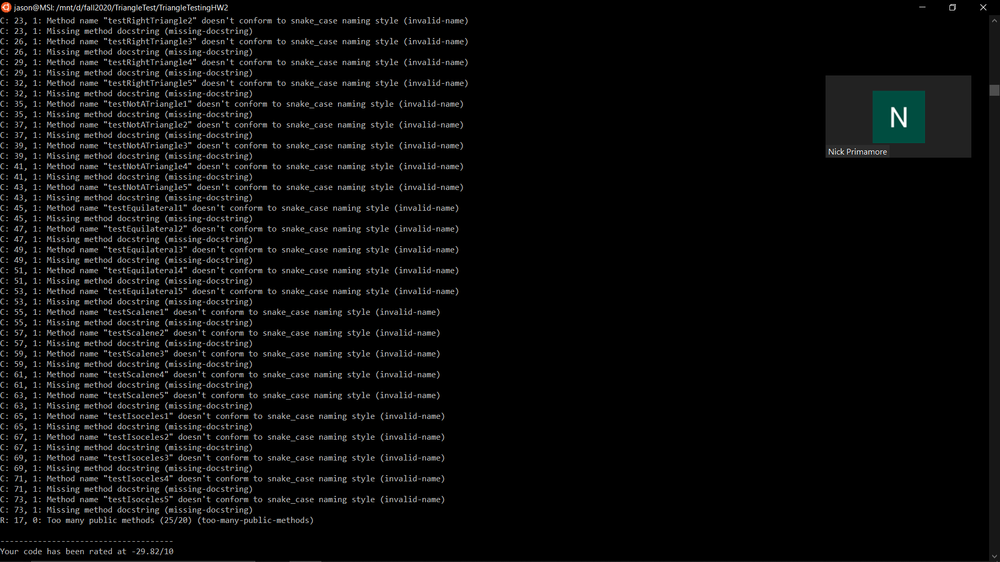 jason@MSI: /mnt/d/fall2020/TriangleTest/TriangleTestingHW2
C: 23, 1: Method name "testRightTriangle2" doesn't conform to snake_case naming style (invalid-name)
C: 23, 1: Missing method docstring (missing-docstring)
C: 26, 1: Method name "testRightTriangle3" doesn't conform to snake_case naming style (invalid-name)
C: 26, 1: Missing method docstring (missing-docstring)
C: 29, 1: Method name "testRightTriangle4" doesn't conform to snake_case naming style (invalid-name)
C: 29, 1: Missing method docstring (missing-docstring)
C: 32, 1: Method name "testRightTriangle5" doesn't conform to snake_case naming style (invalid-name)
C: 32, 1: Missing method docstring (missing-docstring)
C: 35, 1: Method name "testNotATriangle1" doesn't conform to snake_case naming style (invalid-name)
C: 35, 1: Missing method docstring (missing-docstring)
C: 37, 1: Method name "testNotATriangle2" doesn't conform to snake_case naming style (invalid-name)
C: 37, 1: Missing method docstring (missing-docstring)
C: 39, 1: Method name "testNotATriangle3" doesn't conform to snake_case naming style (invalid-name)
C: 39, 1: Missing method docstring (missing-docstring)
C: 41, 1: Method name "testNotATriangle4" doesn't conform to snake_case naming style (invalid-name)
C: 41, 1: Missing method docstring (missing-docstring)
C: 43, 1: Method name "testNotATriangle5" doesn't conform to snake_case naming style (invalid-name)
C: 43, 1: Missing method docstring (missing-docstring)
C: 45, 1: Method name "testEquilateral1" doesn't conform to snake_case naming style (invalid-name)
C: 45, 1: Missing method docstring (missing-docstring)
C: 47, 1: Method name "testEquilateral2" doesn't conform to snake_case naming style (invalid-name)
C: 47, 1: Missing method docstring (missing-docstring)
C: 49, 1: Method name "testEquilateral3" doesn't conform to snake_case naming style (invalid-name)
C: 49, 1: Missing method docstring (missing-docstring)
C: 51, 1: Method name "testEquilateral4" doesn't conform to snake_case naming style (invalid-name)
C: 51, 1: Missing method docstring (missing-docstring)
C: 53, 1: Method name "testEquilateral5" doesn't conform to snake_case naming style (invalid-name)
C: 53, 1: Missing method docstring (missing-docstring)
C: 55, 1: Method name "testScalene1" doesn't conform to snake_case naming style (invalid-name)
C: 55, 1: Missing method docstring (missing-docstring)
C: 57, 1: Method name "testScalene2" doesn't conform to snake_case naming style (invalid-name)
C: 57, 1: Missing method docstring (missing-docstring)
C: 59, 1: Method name "testScalene3" doesn't conform to snake_case naming style (invalid-name)
C: 59, 1: Missing method docstring (missing-docstring)
C: 61, 1: Method name "testScalene4" doesn't conform to snake_case naming style (invalid-name)
C: 61, 1: Missing method docstring (missing-docstring)
C: 63, 1: Method name "testScalene5" doesn't conform to snake_case naming style (invalid-name)
C: 63, 1: Missing method docstring (missing-docstring)
C: 65, 1: Method name "testIsoceles1" doesn't conform to snake_case naming style (invalid-name)
C: 65, 1: Missing method docstring (missing-docstring)
C: 67, 1: Method name "testIsoceles2" doesn't conform to snake_case naming style (invalid-name)
C: 67, 1: Missing method docstring (missing-docstring)
C: 69, 1: Method name "testIsoceles3" doesn't conform to snake_case naming style (invalid-name)
C: 69, 1: Missing method docstring (missing-docstring)
C: 71, 1: Method name "testIsoceles4" doesn't conform to snake_case naming style (invalid-name)
C: 71, 1: Missing method docstring (missing-docstring)
C: 73, 1: Method name "testIsoceles5" doesn't conform to snake_case naming style (invalid-name)
C: 73, 1: Missing method docstring (missing-docstring)
R: 17, 0: Too many public methods (25/20) (too-many-public-methods)
-------------------------------------
Your code has been rated at -29.82/10
N
Nick Primamore